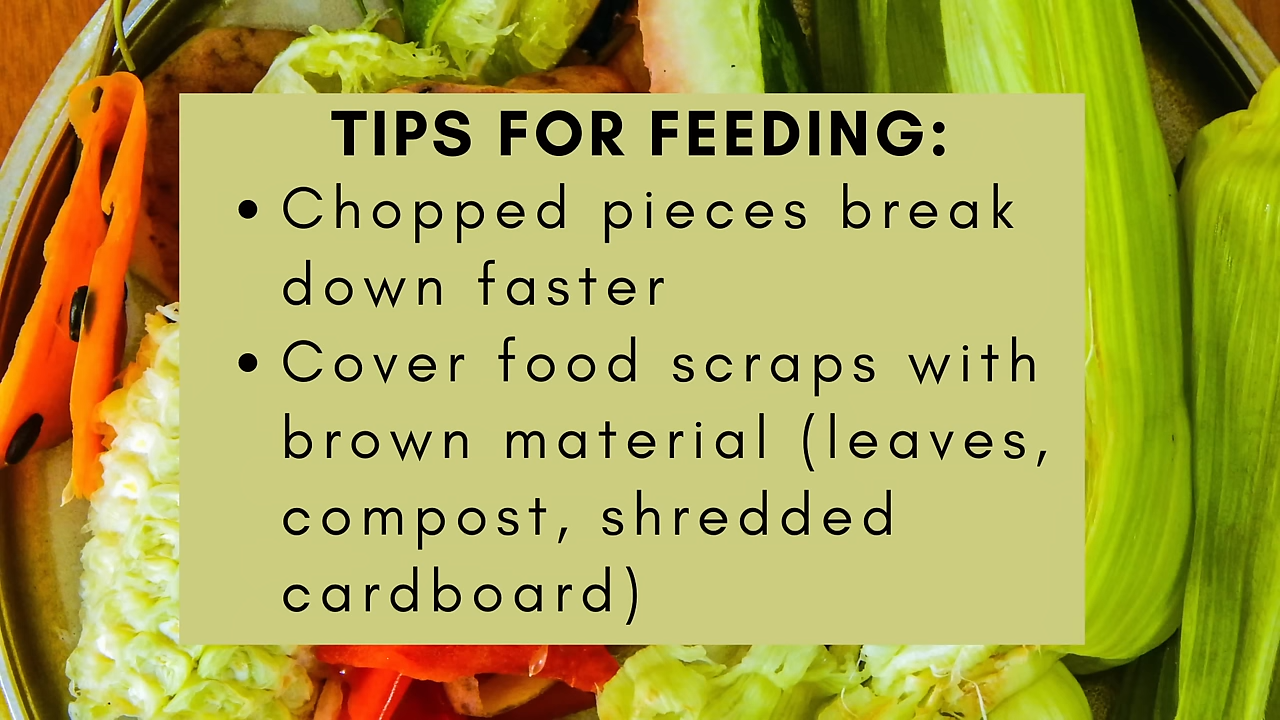 TIPS FOR FEEDING:
• Chopped pieces break
down faster
• Cover food scraps with
brown material (leaves,
compost, shredded
cardboard)